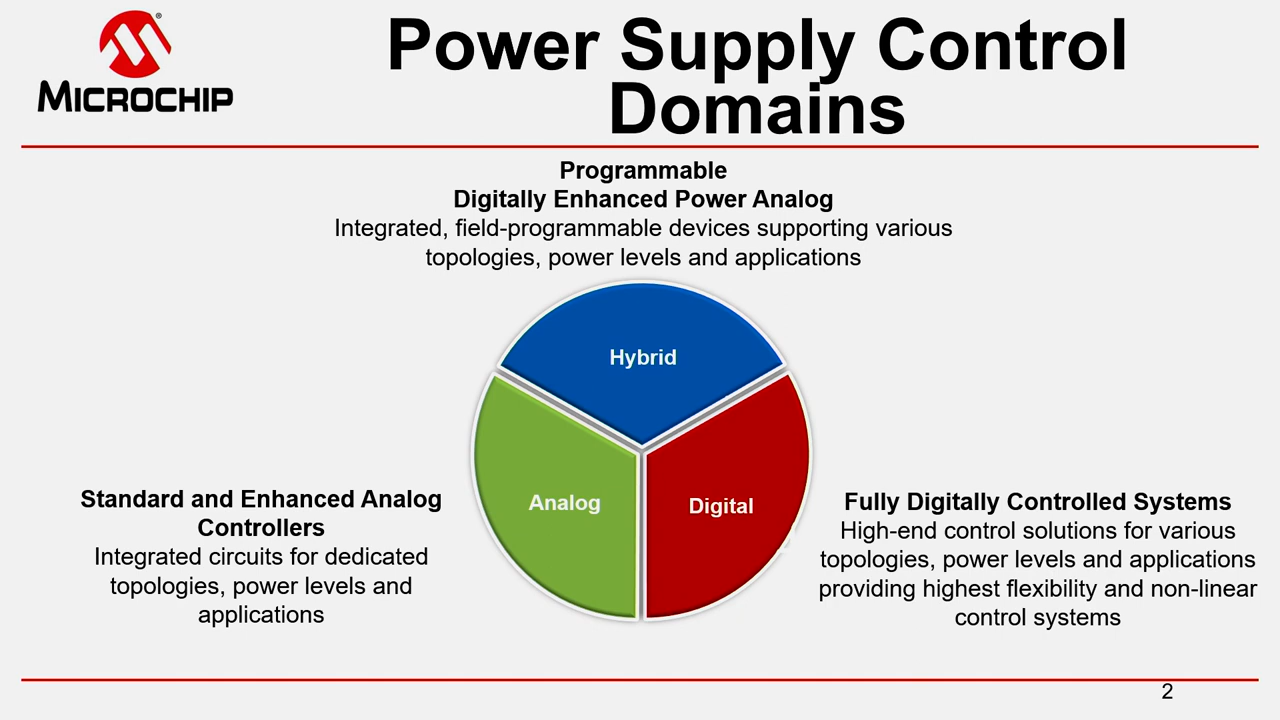 MICROCHIP
®
Power Supply Control
Domains
Programmable
Digitally Enhanced Power Analog
Integrated, field-programmable devices supporting various
topologies, power levels and applications
Hybrid
Analog
Digital
Standard and Enhanced Analog
Controllers
Integrated circuits for dedicated
topologies, power levels and
applications
Fully Digitally Controlled Systems
High-end control solutions for various
topologies, power levels and applications
providing highest flexibility and non-linear
control systems
2